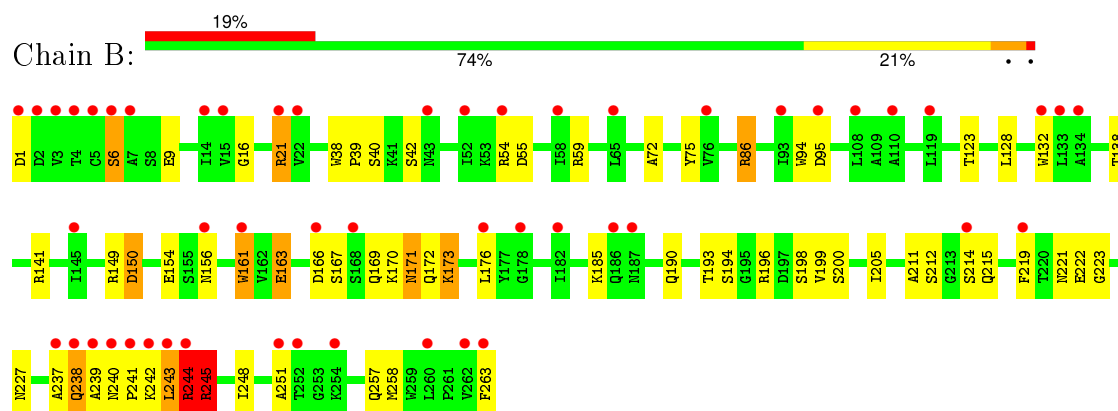 19%
Chain B:
74% 21% • •
D1 D2 V3 T4 C5 S6 A7 S8 E9 I14 V15 G16 R21 V22 W38 P39 S40 K41 S42 N43 I52 K53 R54 D55 I58 R59 L65 A72 Y75 V76 R86 I93 W94 D95 L108 A109 A110 L119 T123 L128 W132 L133 A134 T138
R141 I145 R149 D150 E154 S155 N156 W161 V162 E163 D166 S167 S168 Q169 K170 N171 Q172 K173 L176 Y177 G178 I182 K185 Q186 N187 Q190 T193 S194 G195 R196 D197 S198 V199 S200 I205 A211 S212 G213 S214 Q215 F219 T220 N221 E222 G223
N227 A237 Q238 A239 N240 P241 K242 L243 R244 R245 I248 A251 T252 G253 K254 Q257 M258 W259 L260 P261 V262 F263